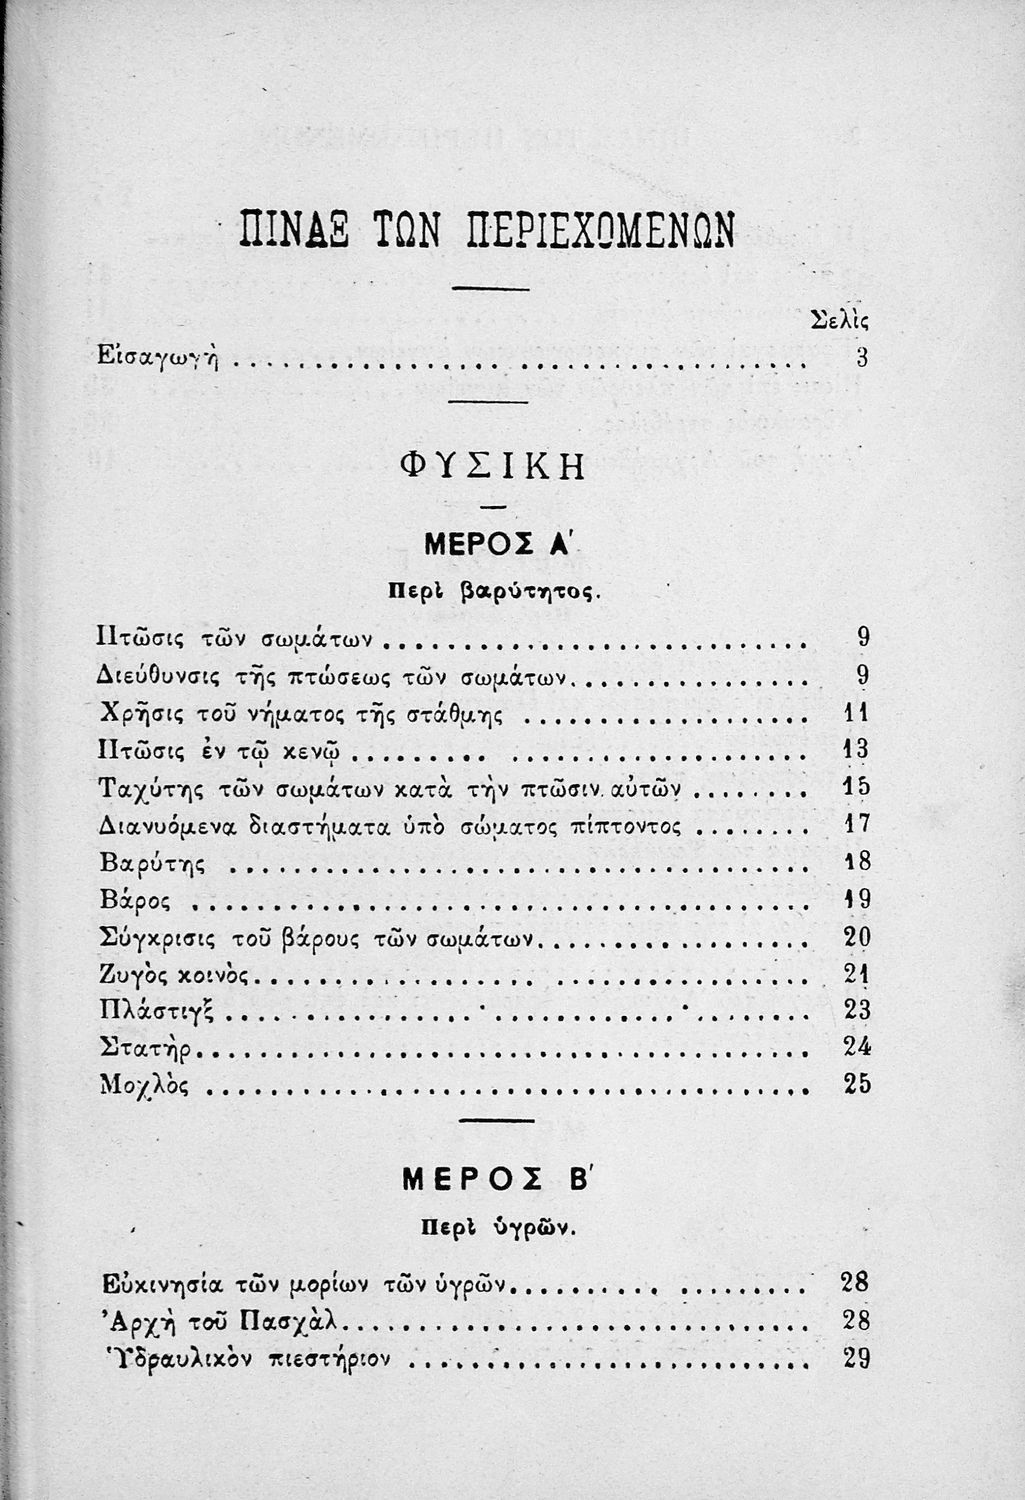 ΠΙΝΑΞ ΤΩΝ ΠΕΡΙΕΧΟΜΕΝΩΝ
Σελὶς
Εἰσαγωγὴ . . . . . . . . . . . . . . . . . . . . . . . . . . . . . . . . . . . 3
ΦΥΣΙΚΗ
ΜΕΡΟΣ Α'
Περὶ βαρύτητος.
Πτῶσις τῶν σωμάτων . . . . . . . . . . . . . . . . . . . . . . . . . . 9
Διεύθυνσις τῆς πτώσεως τῶν σωμάτων. . . . . . . . . . . . . . . 9
Χρῆσις τοῦ νήματος τῆς στάθμης . . . . . . . . . . . . . . . . . . 11
Πτῶσις ἐν τῷ κενῷ . . . . . . . . . . . . . . . . . . . . . . . . . . . . 13
Ταχύτης τῶν σωμάτων κατὰ τὴν πτῶσιν αὐτῶν . . . . . . . . 15
Διανυόμενα διαστήματα ὑπὸ σώματος πίπτοντος . . . . . . . . 17
Βαρύτης . . . . . . . . . . . . . . . . . . . . . . . . . . . . . . . . . . . . 18
Βάρος . . . . . . . . . . . . . . . . . . . . . . . . . . . . . . . . . . . . . . 19
Σύγκρισις τοῦ βάρους τῶν σωμάτων. . . . . . . . . . . . . . . . . 20
Ζυγὸς κοινὸς. . . . . . . . . . . . . . . . . . . . . . . . . . . . . . . . . . 21
Πλάστιγξ . . . . . . . . . . . . . . . . . . . . . . . . . . . . . . . . . . . . 23
Στατὴρ. . . . . . . . . . . . . . . . . . . . . . . . . . . . . . . . . . . . . . 24
Μοχλὸς . . . . . . . . . . . . . . . . . . . . . . . . . . . . . . . . . . . . . 25
ΜΕΡΟΣ Β'
Περὶ ὑγρῶν.
Εὐκινησία τῶν μορίων τῶν ὑγρῶν. . . . . . . . . . . . . . . . . . 28
Ἀρχὴ τοῦ Πασχὰλ. . . . . . . . . . . . . . . . . . . . . . . . . . . . . 28
Ὑδραυλικὸν πιεστήριον . . . . . . . . . . . . . . . . . . . . . . . . . 29